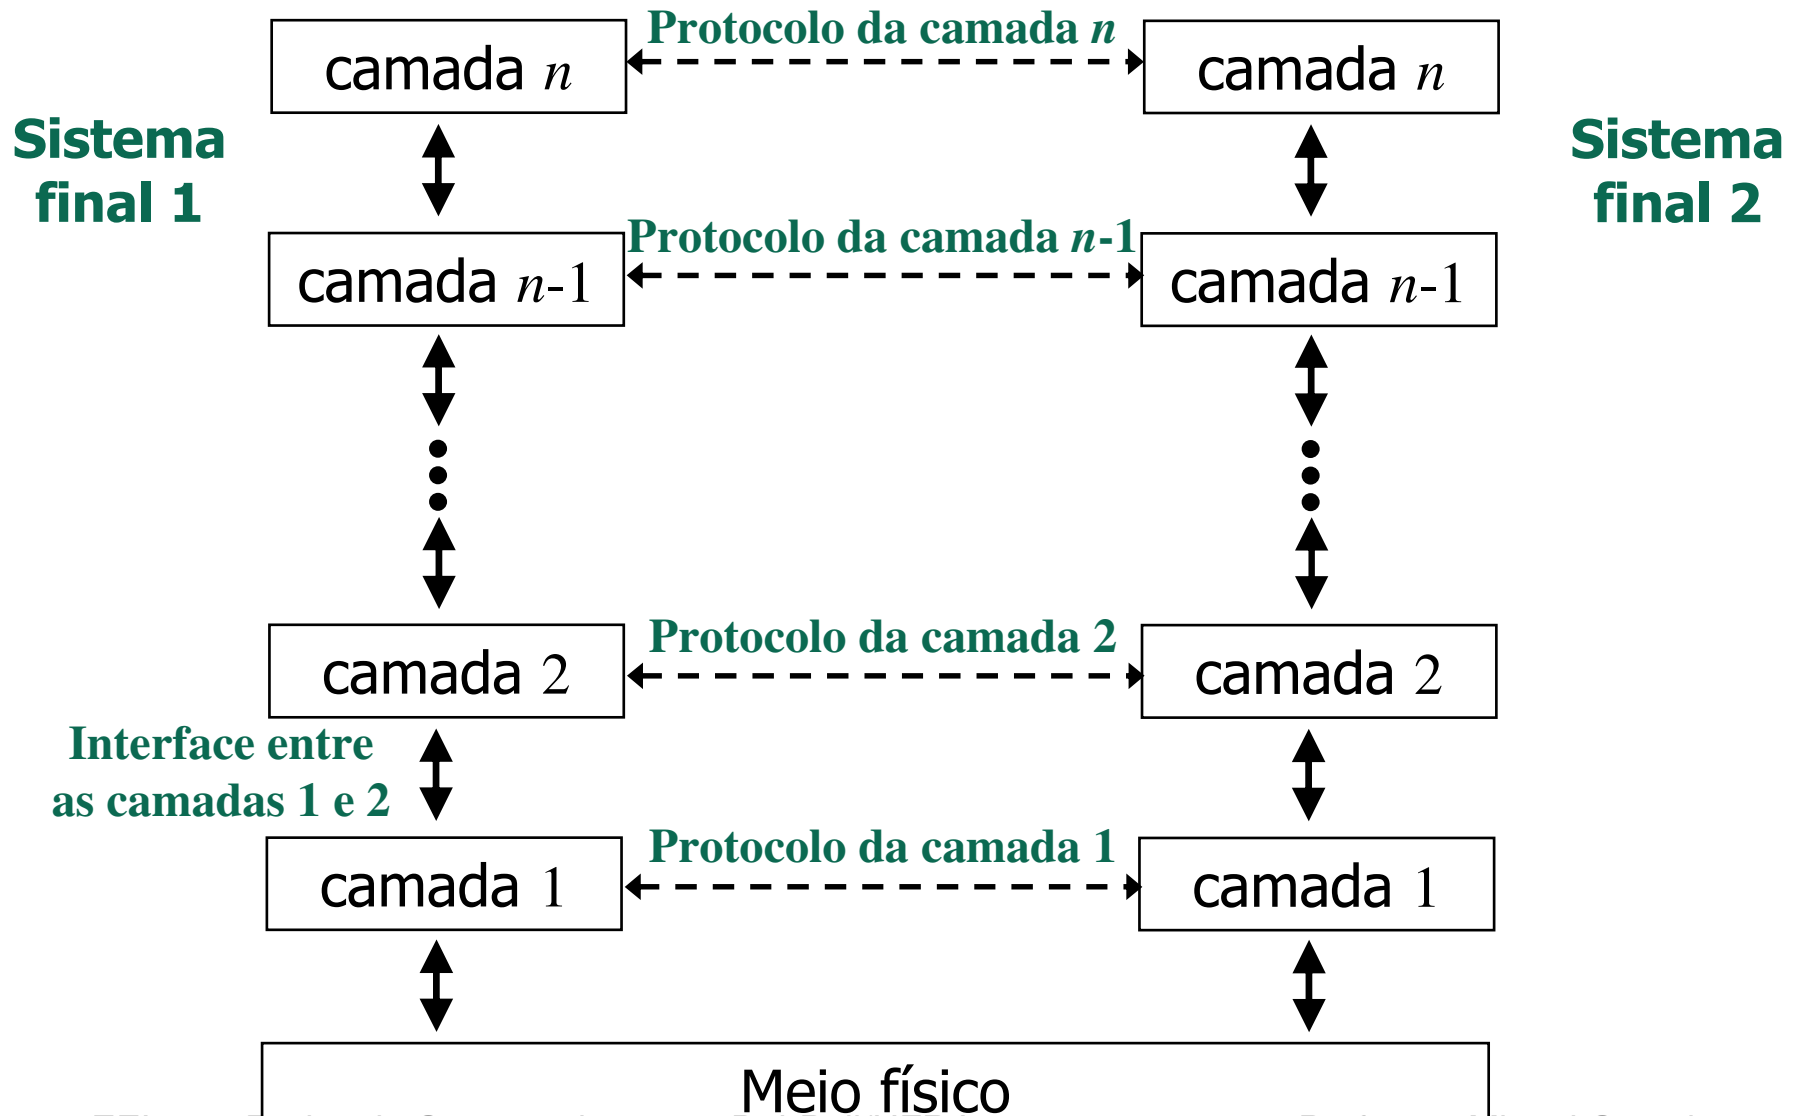 Protocolo da camada n
camada n
camada n
Sistema
final 1
Sistema
final 2
Protocolo da camada n-1
camada n-1
camada n-1
Protocolo da camada 2
camada 2
camada 2
Interface entre
as camadas 1 e 2
Protocolo da camada 1
camada 1
camada 1
Meio físico